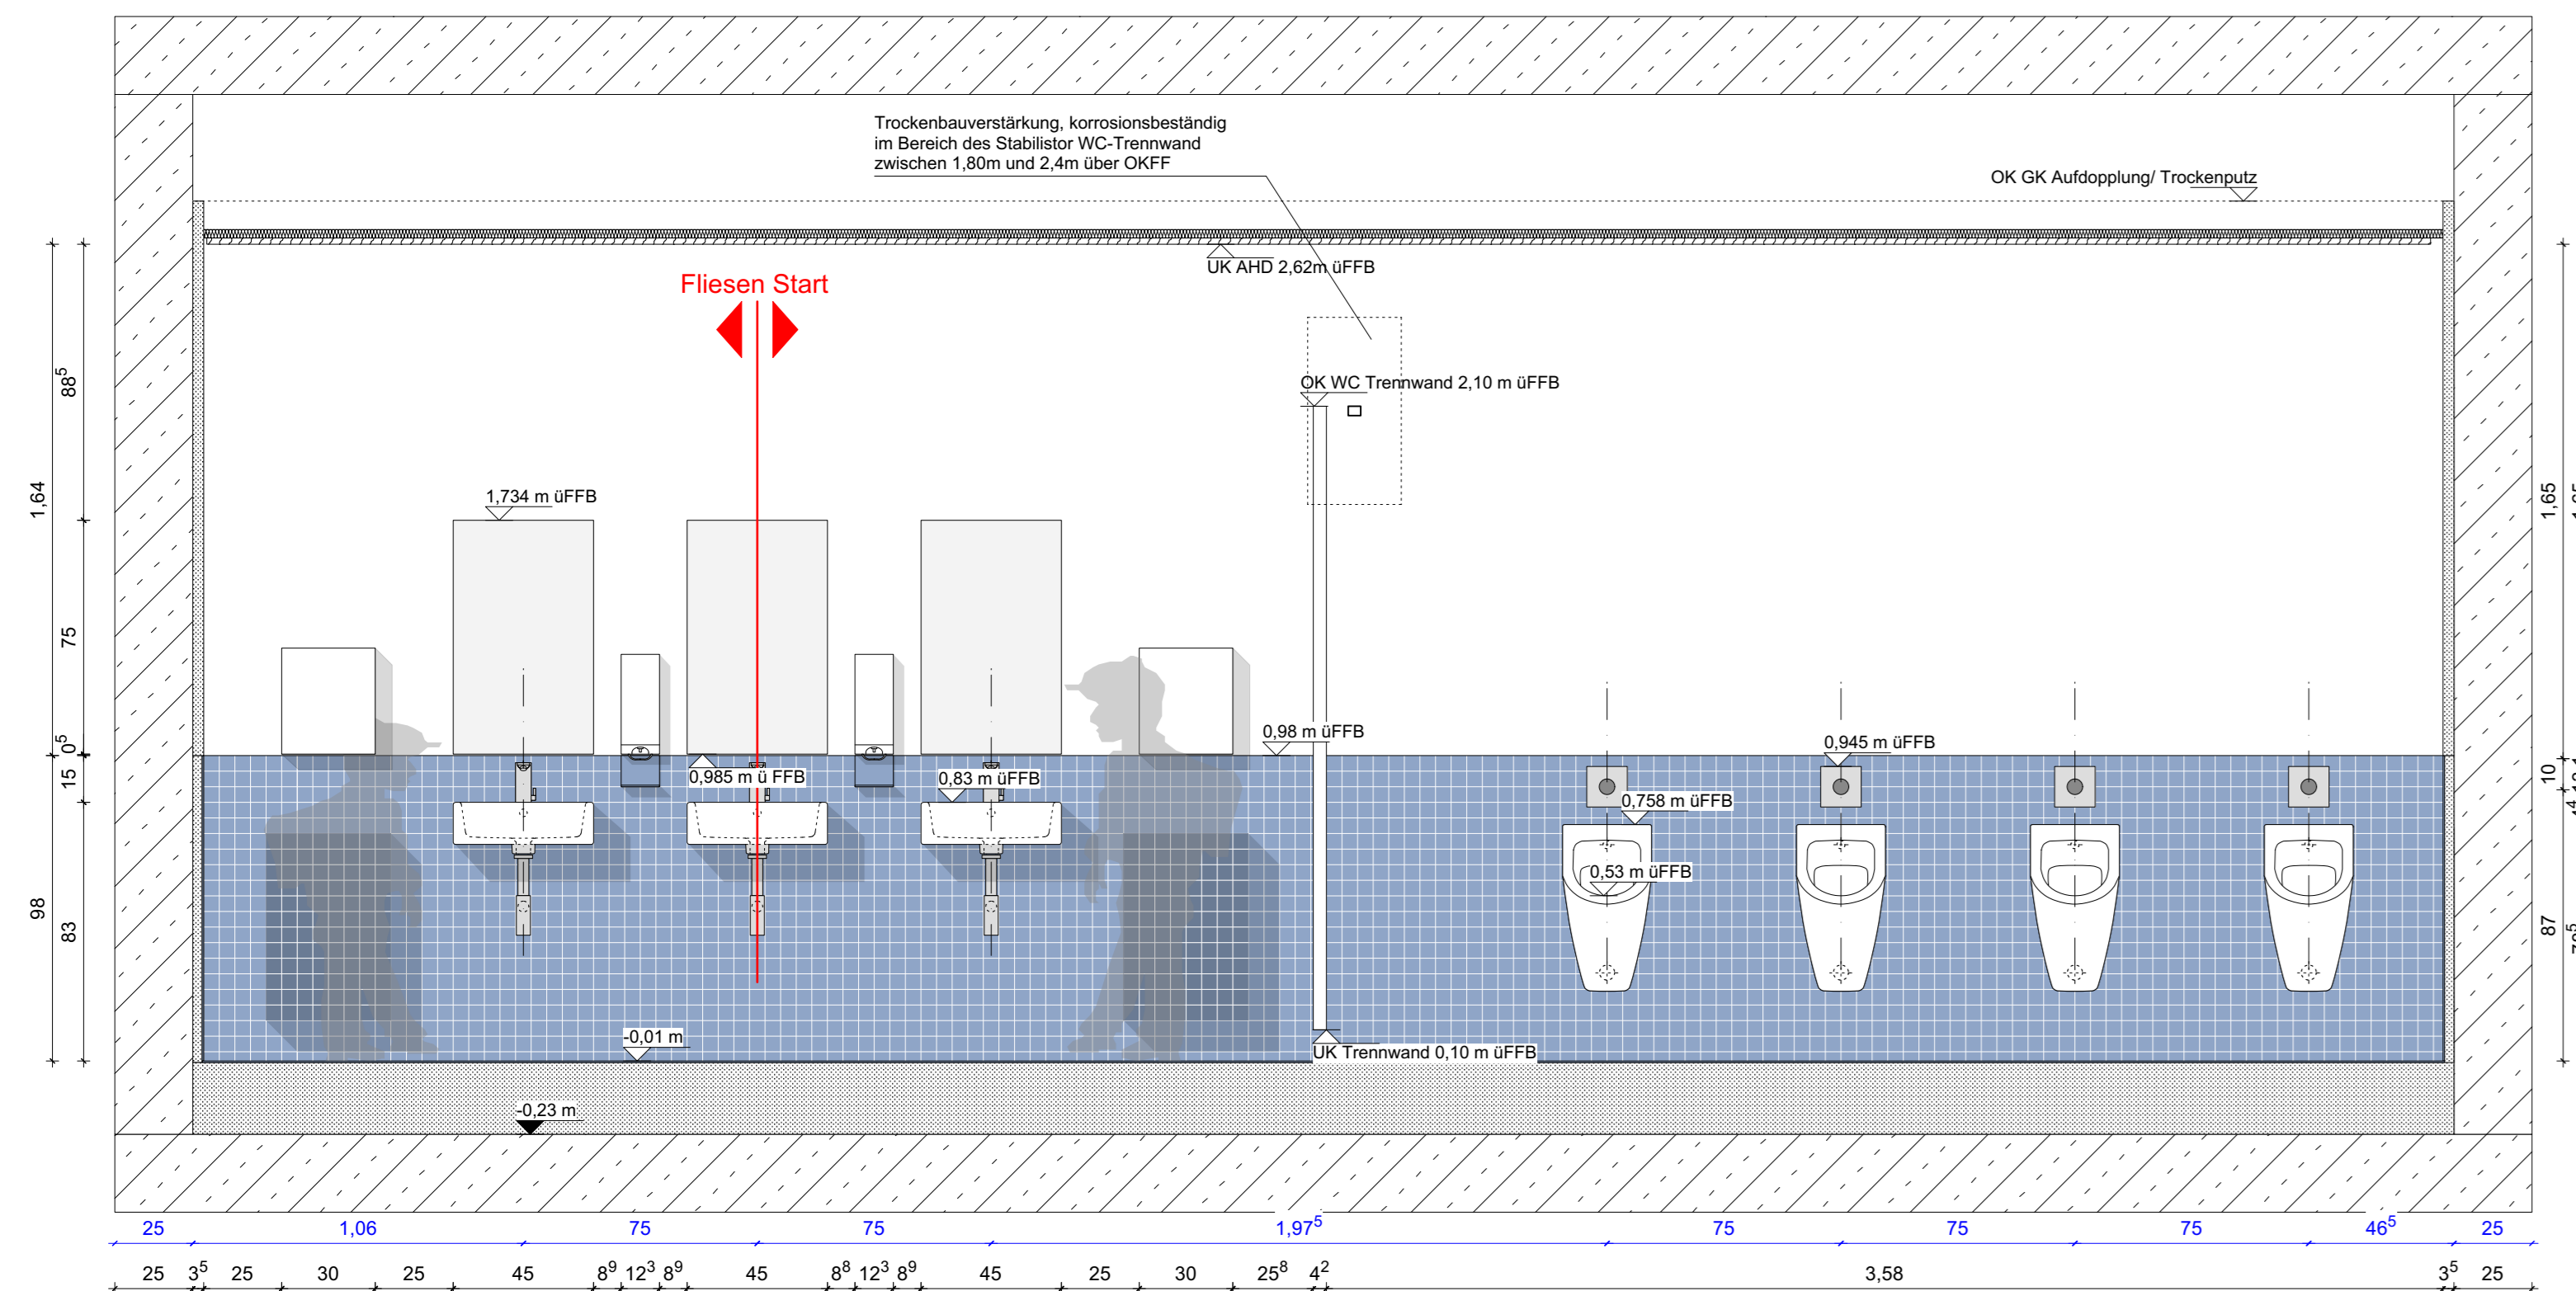 Trockenbauverstärkung, korrosionsbeständig
im Bereich des Stabilistor WC-Trennwand
zwischen 1,80m und 2,4m über OKFF
OK GK Aufdopplung/ Trockenputz
UK AHD 2,62m üFFB
Fliesen Start
OK WC Trennwand 2,10 m üFFB
1,734 m üFFB
0,98 m üFFB
0,945 m üFFB
0,985 m ü FFB
0,83 m üFFB
0,758 m üFFB
0,53 m üFFB
-0,01 m
UK Trennwand 0,10 m üFFB
-0,23 m
1,64
98
88⁵
75
0⁵
15
83
1,65
10
87
25 1,06 75 75 1,97⁵ 75 75 75 46⁵ 25
25 3⁵ 25 30 25 45 8⁹ 12³ 8⁹ 45 8⁸ 12³ 8⁹ 45 25 30 25⁸ 4² 3,58 3⁵ 25